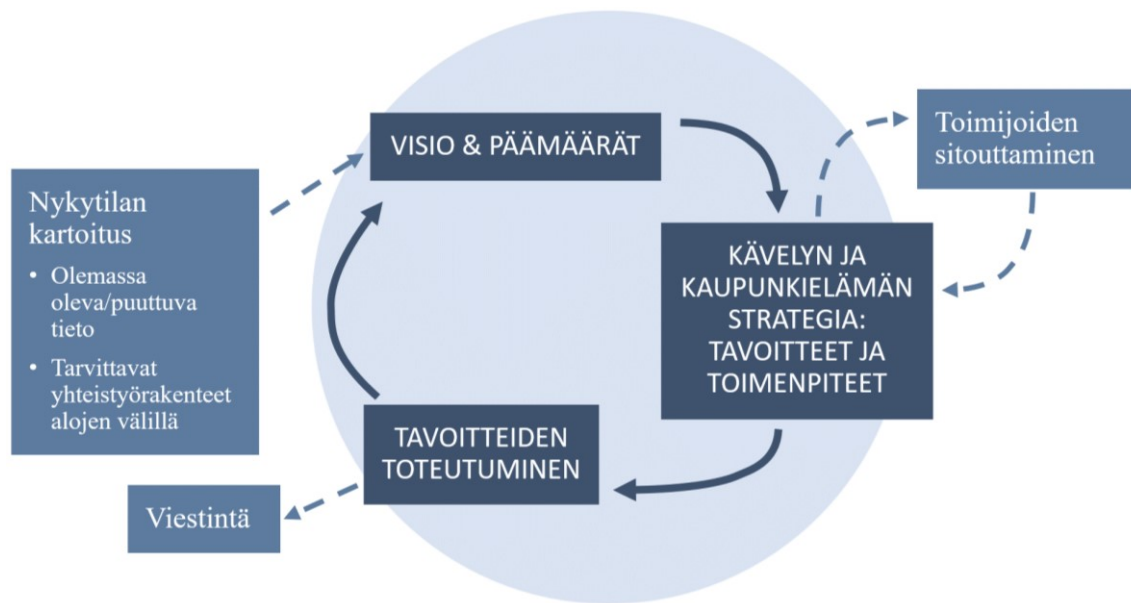 VISIO & PÄÄMÄÄRÄT
Toimijoiden
sitouttaminen
Nykytilan
kartoitus
• Olemassa
oleva/puuttuva
tieto
• Tarvittavat
yhteistyörakenteet
alojen välillä
KÄVELYN JA
KAUPUNKIELÄMÄN
STRATEGIA:
TAVOITTEET JA
TOIMENPITEET
TAVOITTEIDEN
TOTEUTUMINEN
Viestintä